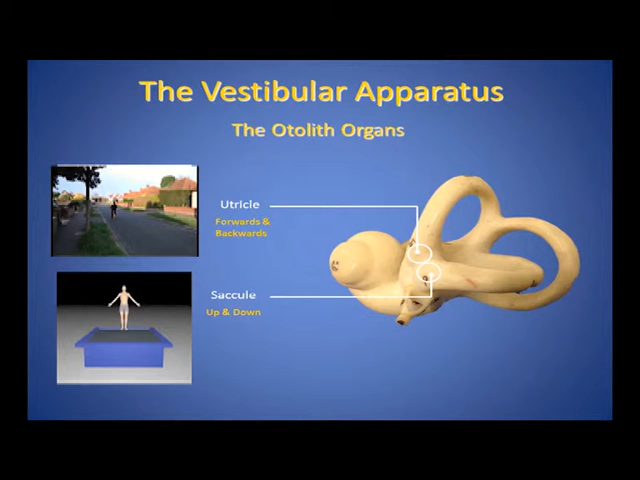 The Vestibular Apparatus
The Otolith Organs
Utricle
Forwards &
Backwards
Saccule
Up & Down